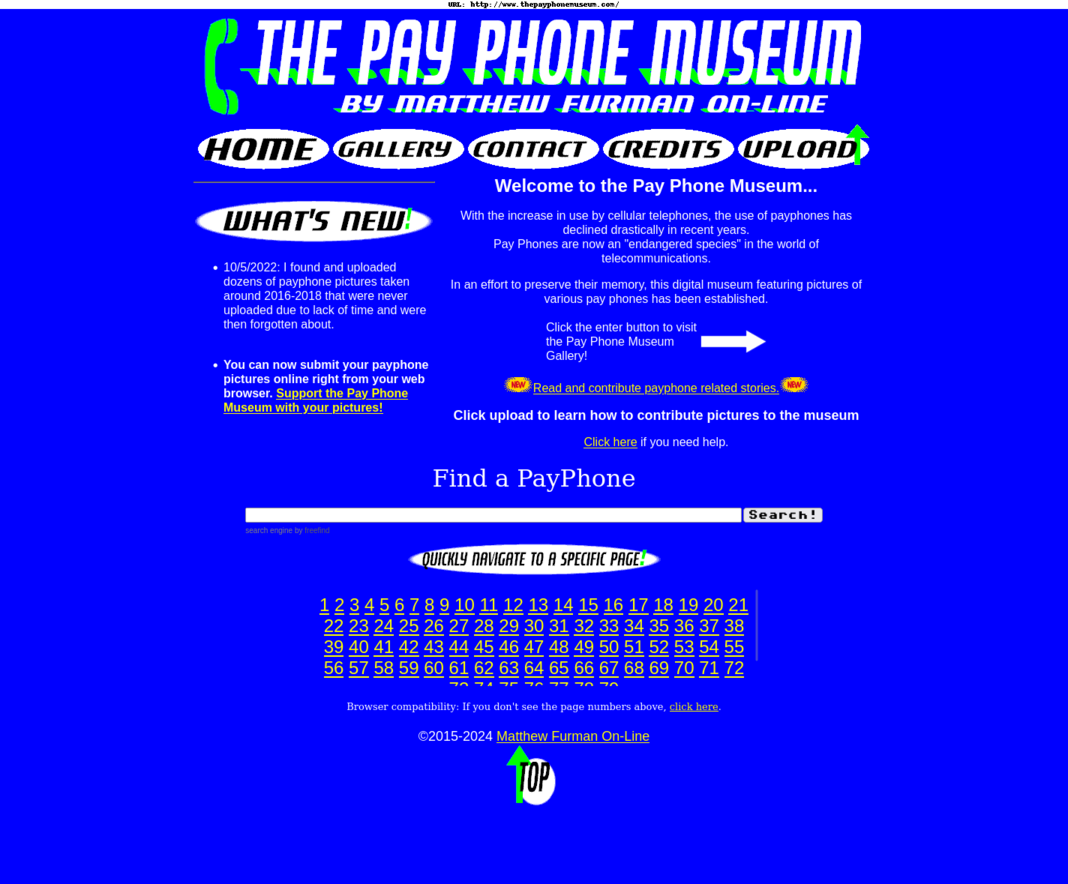 URL: http://www.thepayphonemuseum.com/
THE PAY PHONE MUSEUM
BY MATTHEW FURMAN ON-LINE
HOME GALLERY CONTACT CREDITS UPLOAD
WHAT'S NEW!
10/5/2022: I found and uploaded
dozens of payphone pictures taken
around 2016-2018 that were never
uploaded due to lack of time and were
then forgotten about.
You can now submit your payphone
pictures online right from your web
browser. Support the Pay Phone
Museum with your pictures!
Welcome to the Pay Phone Museum...
With the increase in use by cellular telephones, the use of payphones has
declined drastically in recent years.
Pay Phones are now an "endangered species" in the world of
telecommunications.
In an effort to preserve their memory, this digital museum featuring pictures of
various pay phones has been established.
Click the enter button to visit
the Pay Phone Museum
Gallery!
NEW Read and contribute payphone related stories. NEW
Click upload to learn how to contribute pictures to the museum
Click here if you need help.
Find a PayPhone
Search!
search engine by freefind
QUICKLY NAVIGATE TO A SPECIFIC PAGE!
1 2 3 4 5 6 7 8 9 10 11 12 13 14 15 16 17 18 19 20 21
22 23 24 25 26 27 28 29 30 31 32 33 34 35 36 37 38
39 40 41 42 43 44 45 46 47 48 49 50 51 52 53 54 55
56 57 58 59 60 61 62 63 64 65 66 67 68 69 70 71 72
73 74 75 76 77 78 79
Browser compatibility: If you don't see the page numbers above, click here.
©2015-2024 Matthew Furman On-Line
TOP